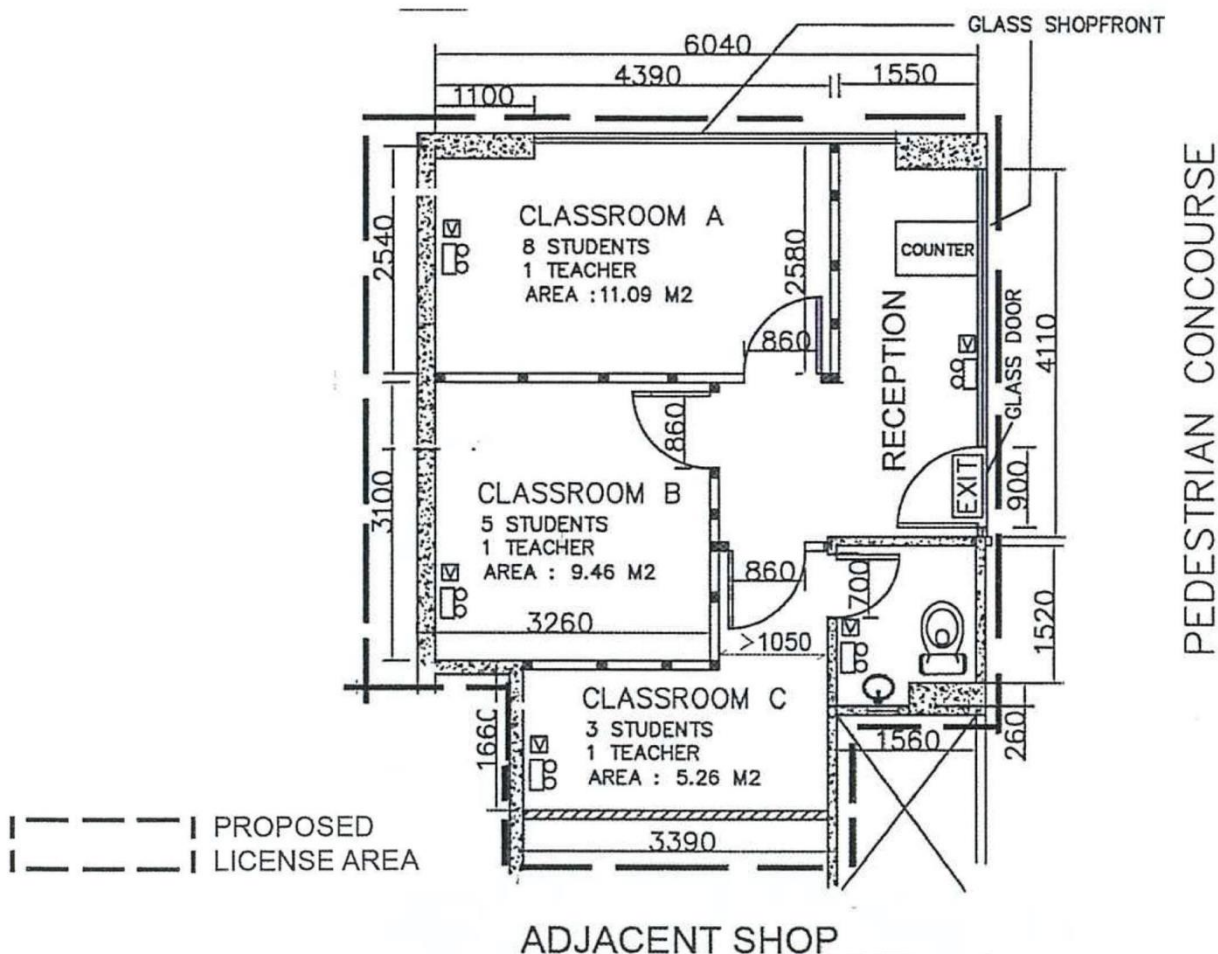 GLASS SHOPFRONT
6040
4390
1550
1100
CLASSROOM A
8 STUDENTS
1 TEACHER
AREA :11.09 M2
2540
2580
860
V
COUNTER
RECEPTION
V
GLASS DOOR
4110
PEDESTRIAN CONCOURSE
860
EXIT
900
3100
CLASSROOM B
5 STUDENTS
1 TEACHER
AREA : 9.46 M2
V
3260
860
700
V
>1050
1520
CLASSROOM C
3 STUDENTS
1 TEACHER
AREA : 5.26 M2
V
1660
1560
260
3390
PROPOSED
LICENSE AREA
ADJACENT SHOP